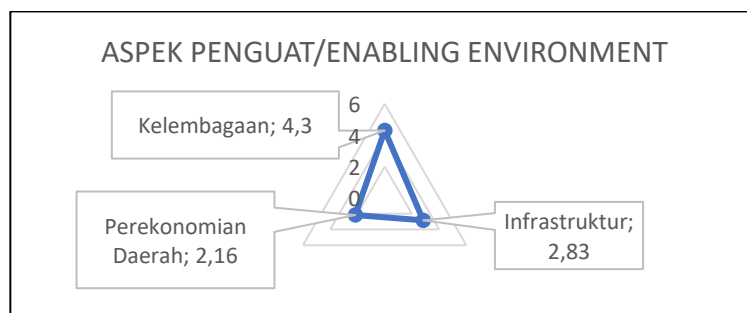 ASPEK PENGUAT/ENABLING ENVIRONMENT
6
Kelembagaan; 4,3
4
2
0
Perekonomian
Daerah; 2,16
Infrastruktur;
2,83